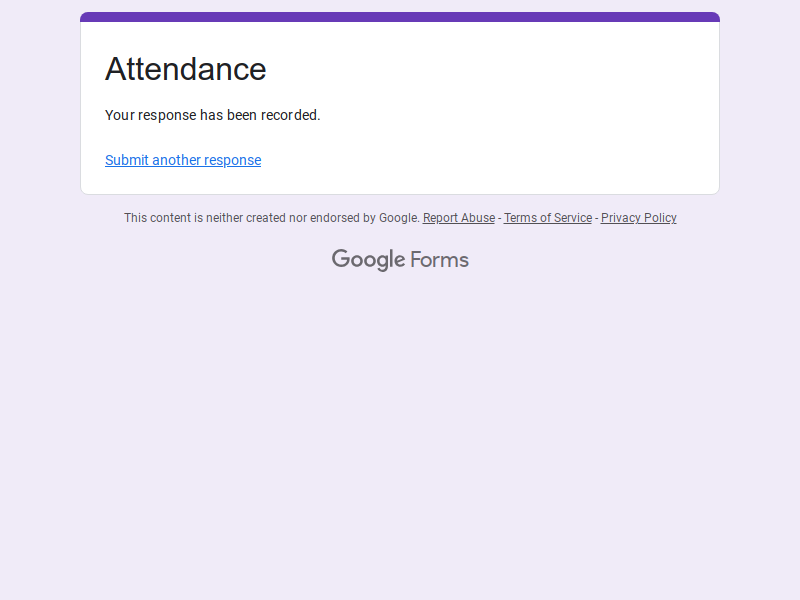 Attendance
Your response has been recorded.
Submit another response
This content is neither created nor endorsed by Google. Report Abuse - Terms of Service - Privacy Policy
Google Forms